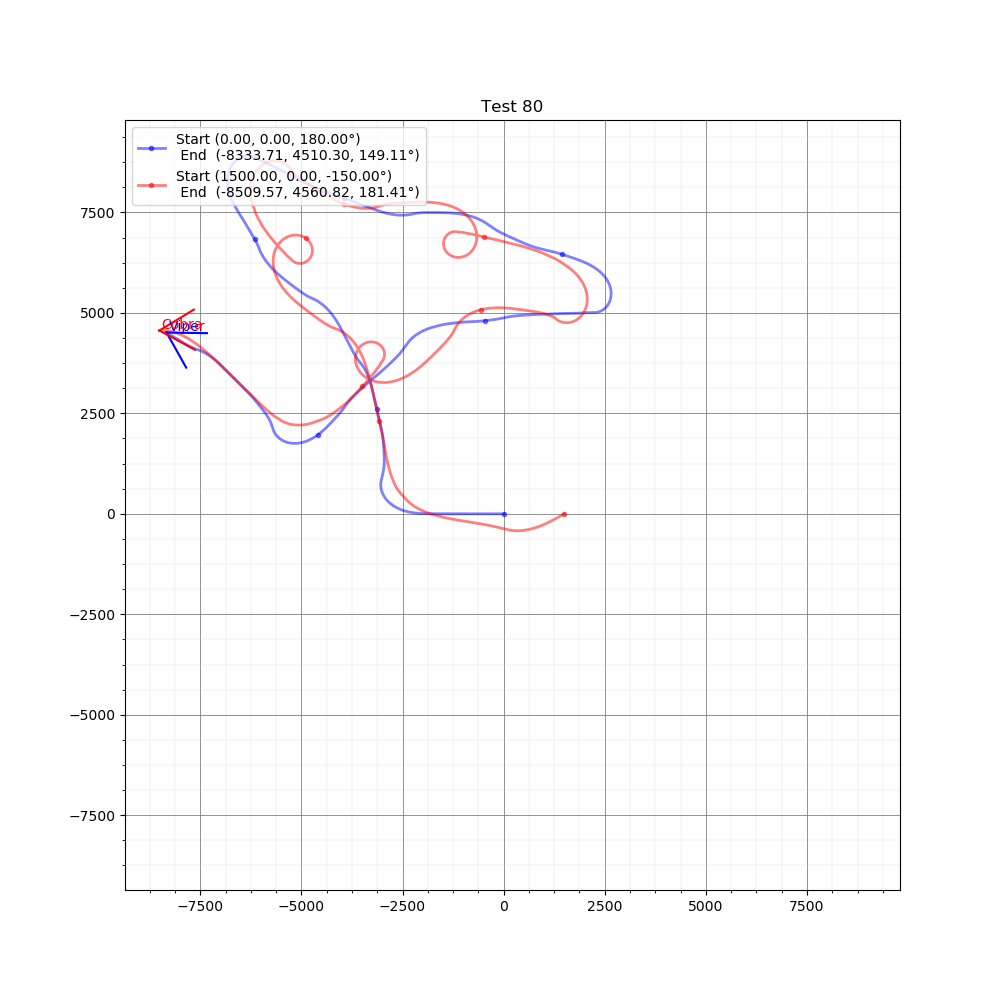 Test 80
Start (0.00, 0.00, 180.00°)
End (-8333.71, 4510.30, 149.11°)
Start (1500.00, 0.00, -150.00°)
End (-8509.57, 4560.82, 181.41°)
7500
5000
2500
0
−2500
−5000
−7500
Cobra
Viper
−7500 −5000 −2500 0 2500 5000 7500